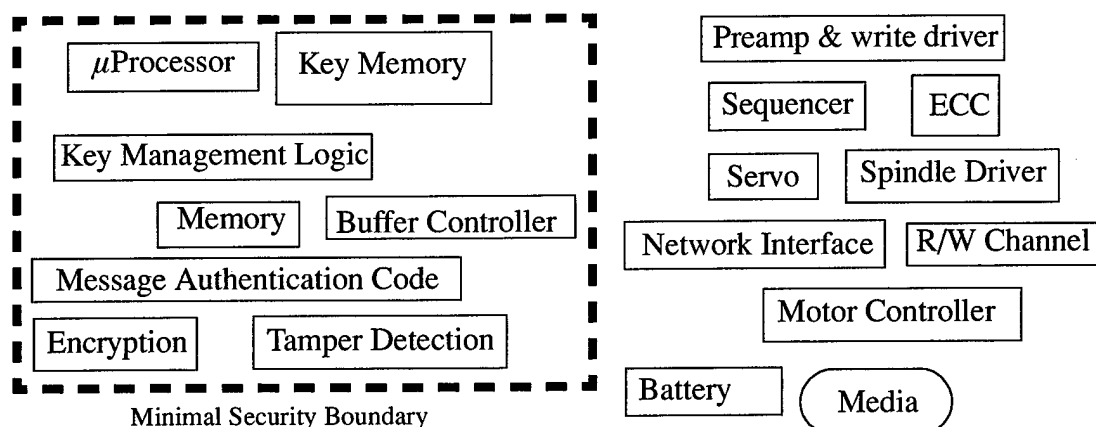 μProcessor
Key Memory
Key Management Logic
Memory
Buffer Controller
Message Authentication Code
Encryption
Tamper Detection
Minimal Security Boundary
Preamp & write driver
Sequencer
ECC
Servo
Spindle Driver
Network Interface
R/W Channel
Motor Controller
Battery
Media